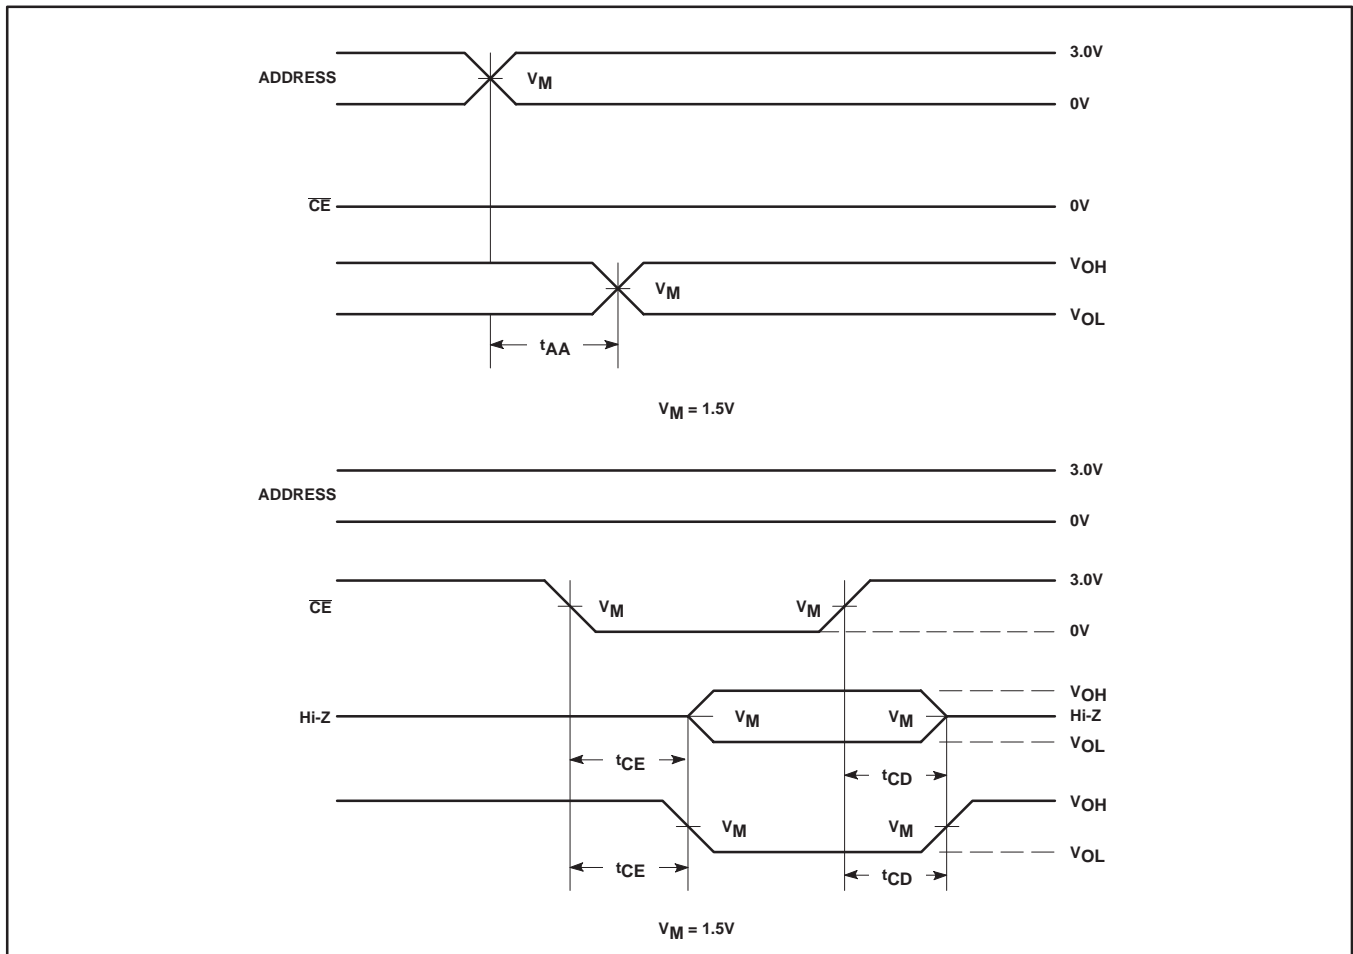 3.0V
ADDRESS
VM
0V
CE
0V
VOH
VM
VOL
tAA
VM = 1.5V
3.0V
ADDRESS
0V
3.0V
CE
VM
VM
0V
VOH
Hi-Z
VM
VM
Hi-Z
VOL
tCE
tCD
VOH
VM
VM
VOL
tCE
tCD
VM = 1.5V